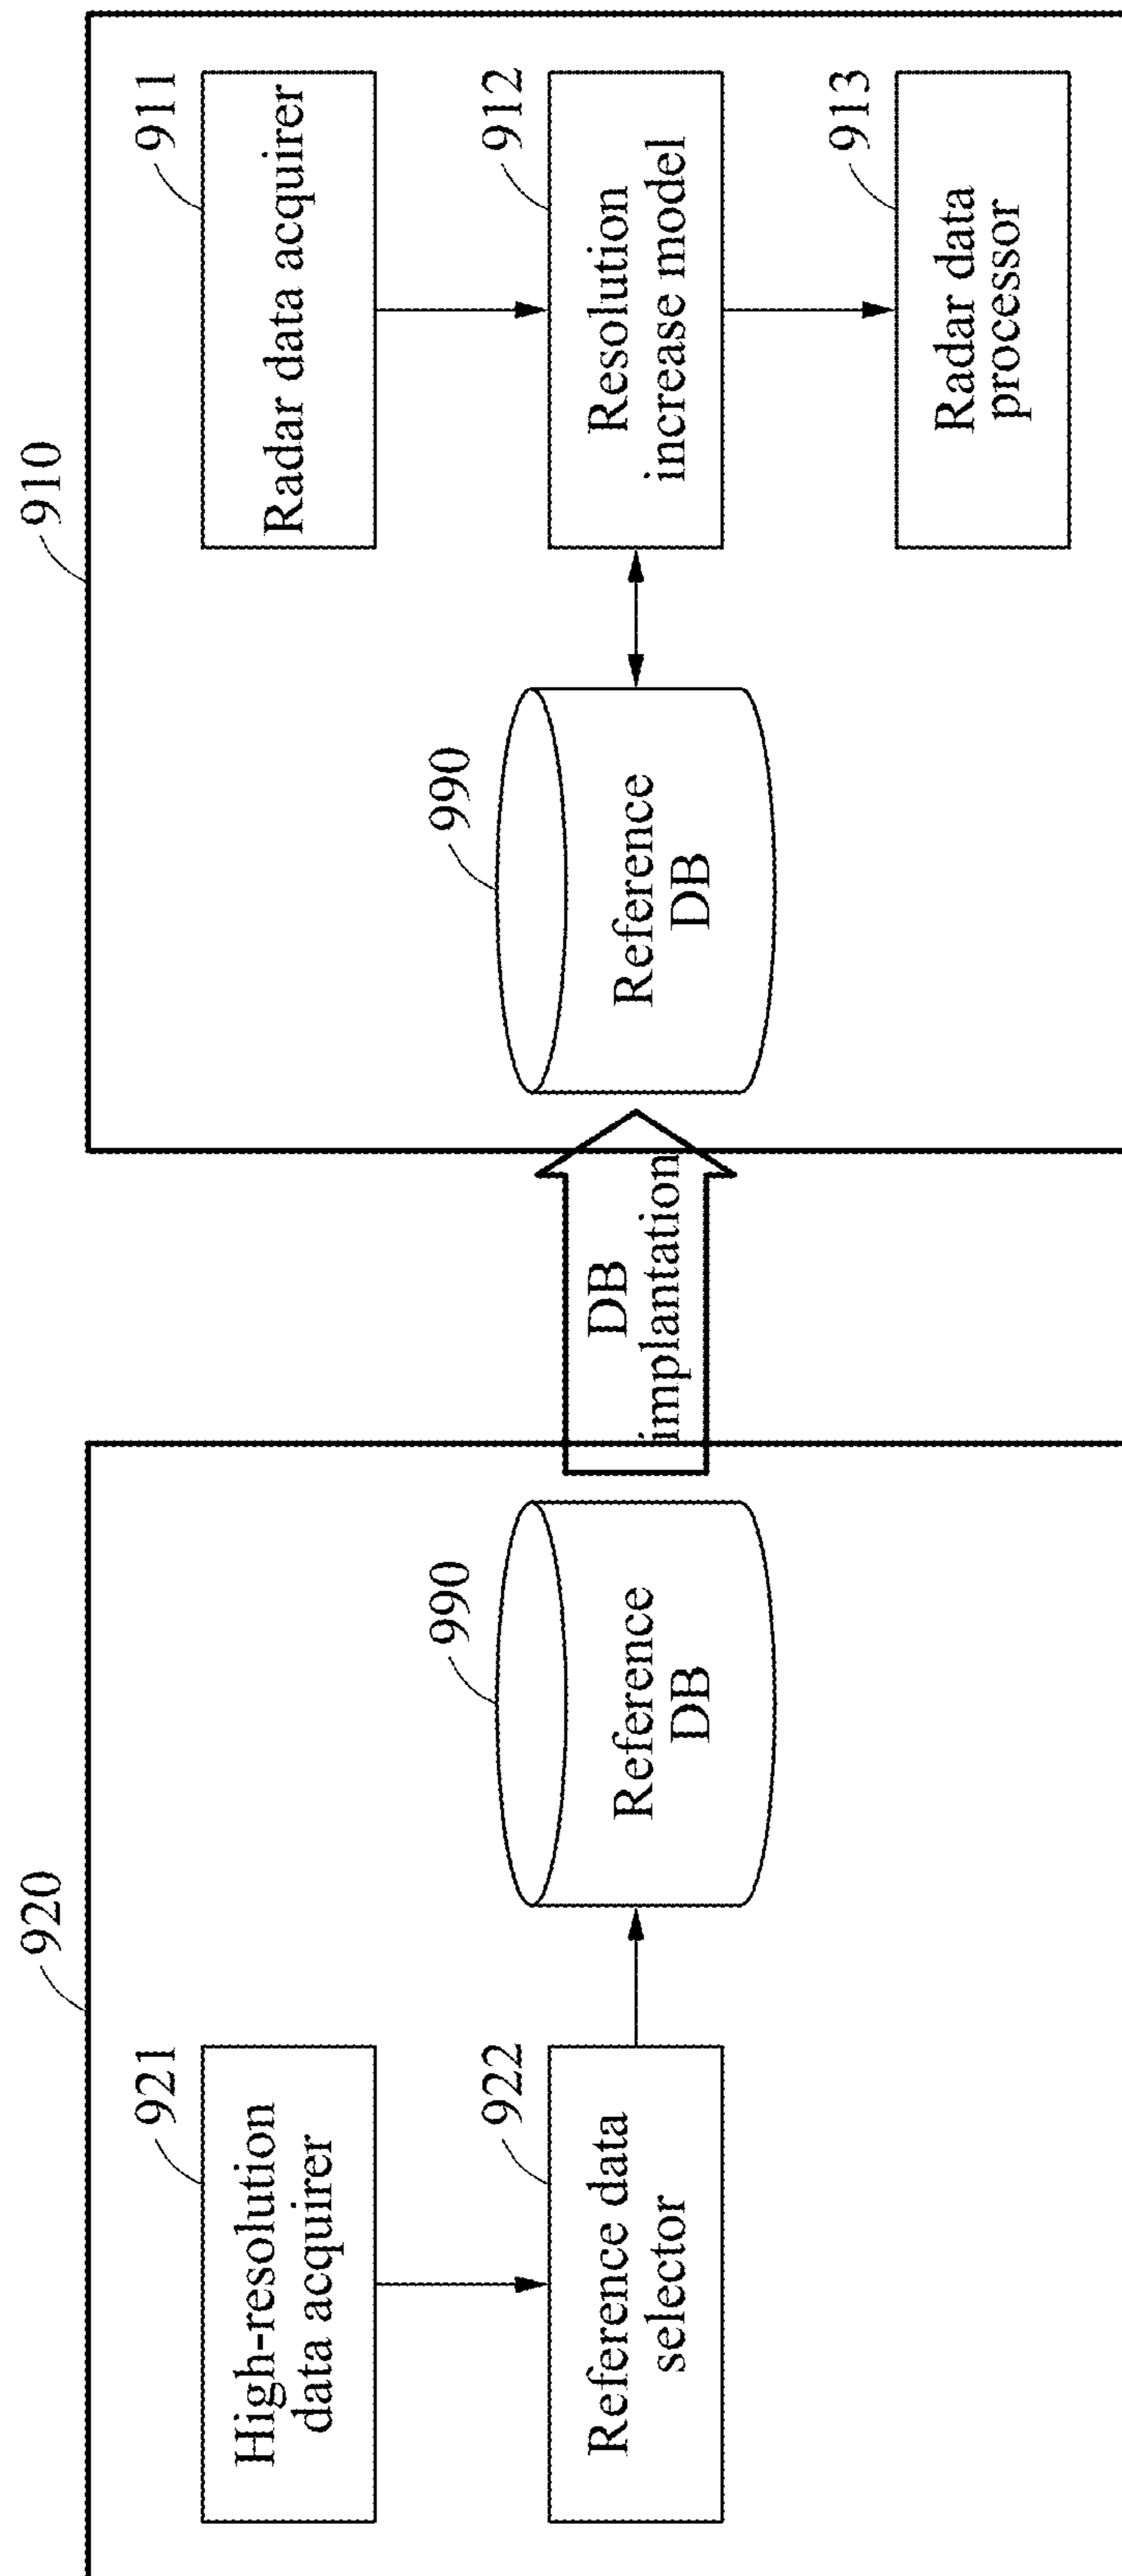 920
921
High-resolution
data acquirer
922
Reference data
selector
990
Reference
DB
DB
implantation
910
990
Reference
DB
911
Radar data acquirer
912
Resolution
increase model
913
Radar data
processor